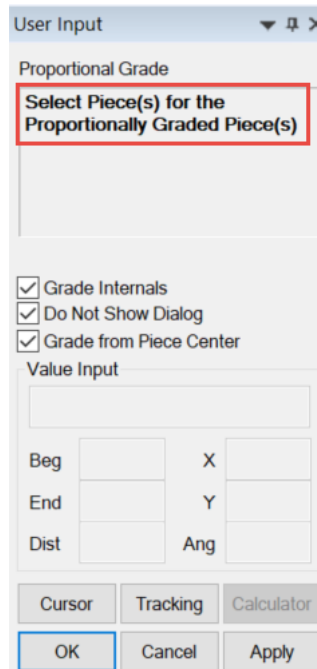 User Input
Proportional Grade
Select Piece(s) for the
Proportionally Graded Piece(s)
Grade Internals
Do Not Show Dialog
Grade from Piece Center
Value Input
Beg X
End Y
Dist Ang
Cursor Tracking Calculator
OK Cancel Apply